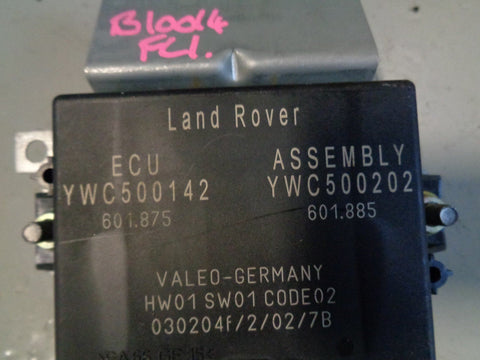 B10014
FL1.
Land Rover
ECU
YWC500142
601.875
ASSEMBLY
YWC500202
601.885
VALEO-GERMANY
HW01 SW01 CODE02
030204f/2/02/7B